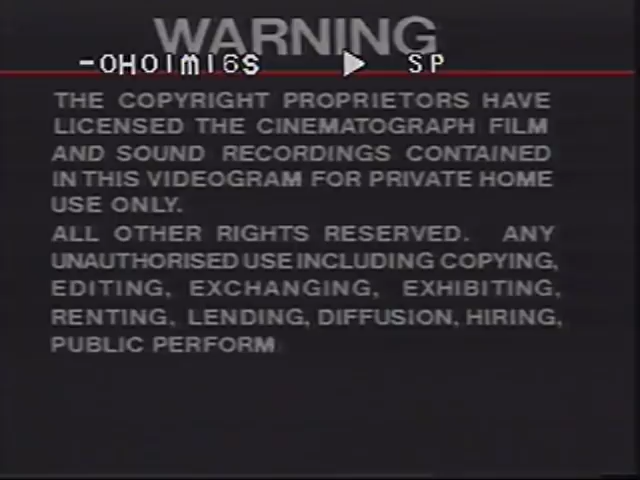 WARNING
-0H01M16S ▶ SP
THE COPYRIGHT PROPRIETORS HAVE
LICENSED THE CINEMATOGRAPH FILM
AND SOUND RECORDINGS CONTAINED
IN THIS VIDEOGRAM FOR PRIVATE HOME
USE ONLY.
ALL OTHER RIGHTS RESERVED. ANY
UNAUTHORISED USE INCLUDING COPYING,
EDITING, EXCHANGING, EXHIBITING,
RENTING, LENDING, DIFFUSION, HIRING,
PUBLIC PERFORM